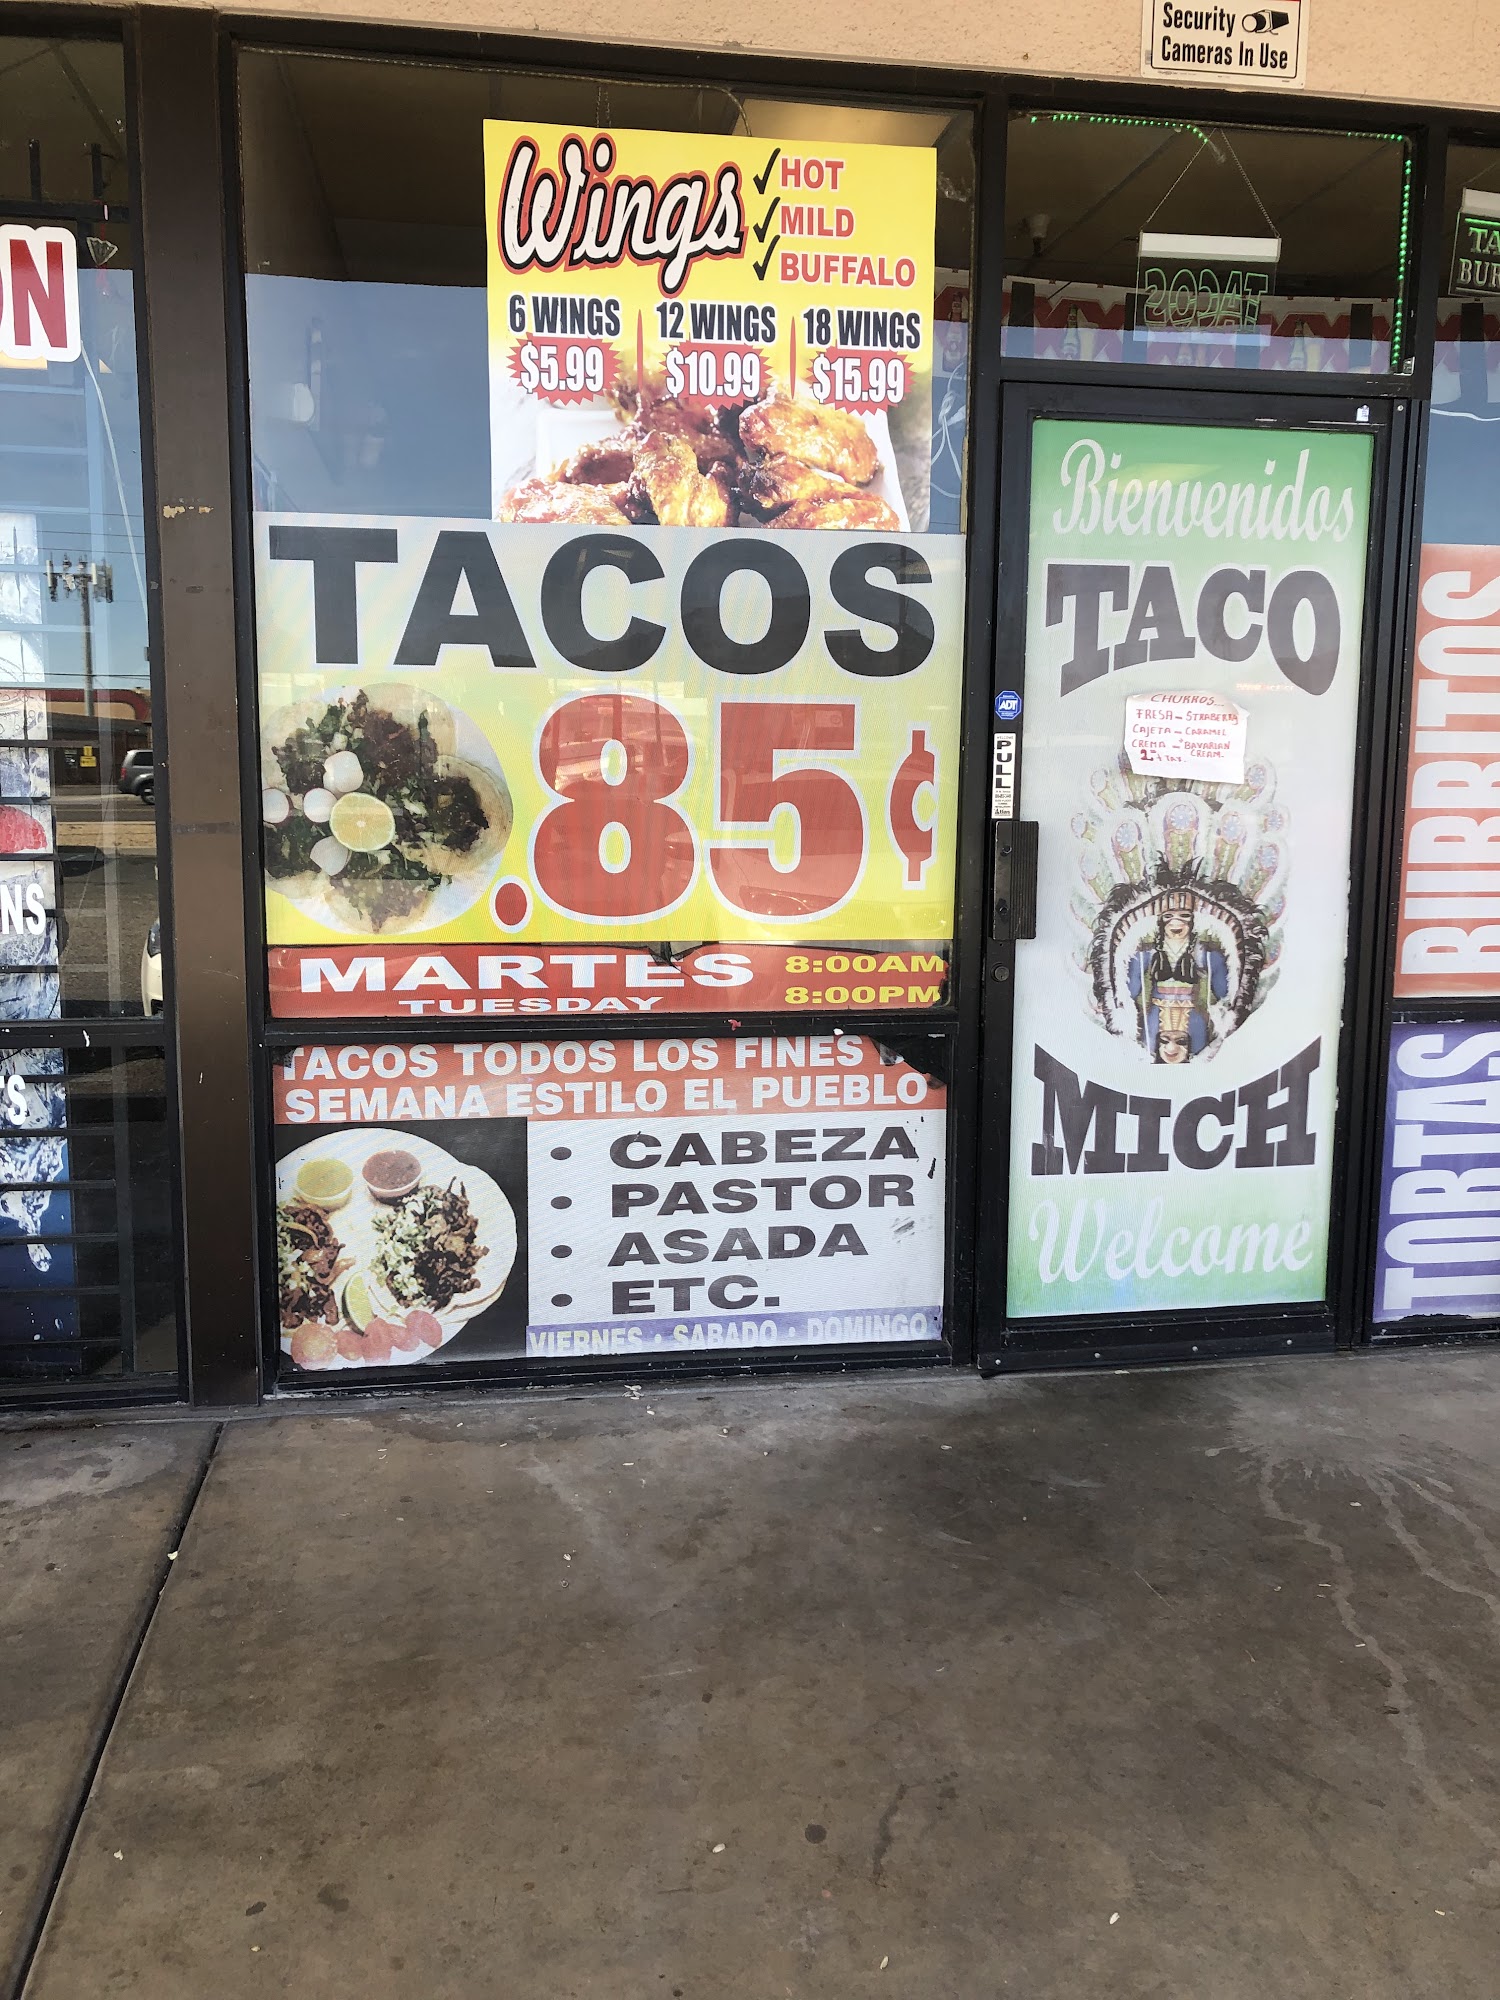 Security
Cameras In Use
Wings
HOT
MILD
BUFFALO
6 WINGS
$5.99
12 WINGS
$10.99
18 WINGS
$15.99
TACOS
.85¢
MARTES
TUESDAY
8:00AM
8:00PM
TACOS TODOS LOS FINES
SEMANA ESTILO EL PUEBLO
• CABEZA
• PASTOR
• ASADA
• ETC.
VIERNES • SABADO • DOMINGO
TACOS
Bienvenidos
TACO
CHURROS
FRESA - STRABERRY
CAJETA - CARAMEL
CREMA - BAVARIAN
CREAM
ADT
PULL
MICH
Welcome
BURRITOS
TORTAS